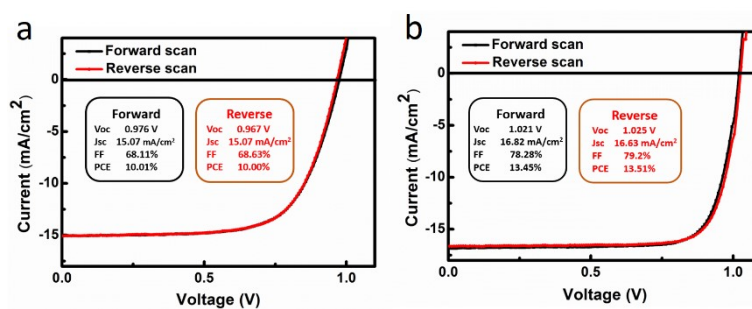 a
Forward scan
Reverse scan
Current (mA/cm²)
0
-5
-10
-15
Forward
Voc 0.976 V
Jsc 15.07 mA/cm²
FF 68.11%
PCE 10.01%
Reverse
Voc 0.967 V
Jsc 15.07 mA/cm²
FF 68.63%
PCE 10.00%
0.0 0.5 1.0
Voltage (V)
b
Forward scan
Reverse scan
Current (mA/cm²)
0
-5
-10
-15
Forward
Voc 1.021 V
Jsc 16.82 mA/cm²
FF 78.28%
PCE 13.45%
Reverse
Voc 1.025 V
Jsc 16.63 mA/cm²
FF 79.2%
PCE 13.51%
0.0 0.5 1.0
Voltage (V)